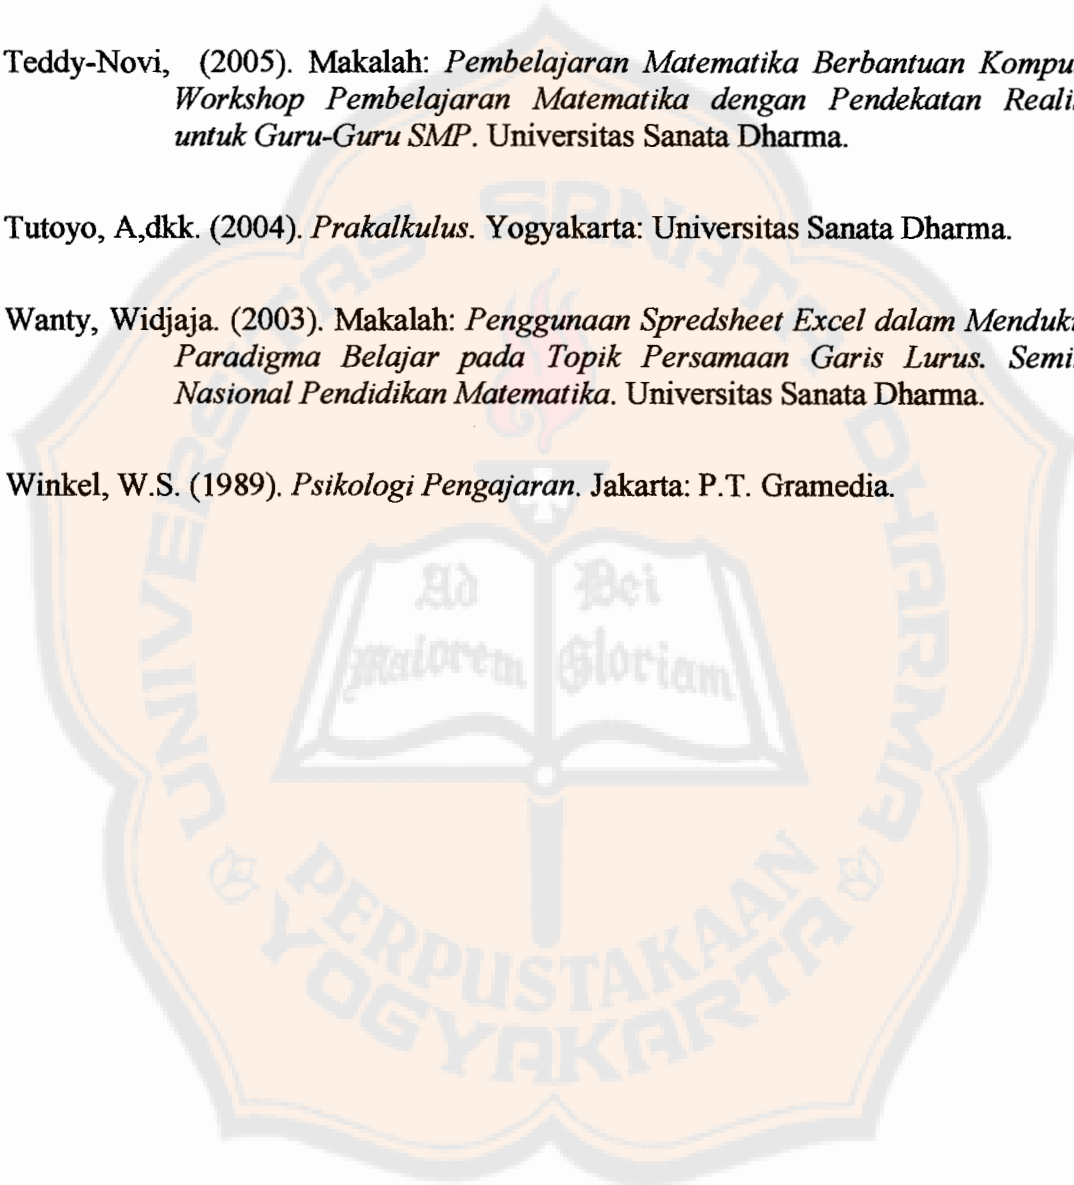 Teddy-Novi, (2005). Makalah: Pembelajaran Matematika Berbantuan Kompu
Workshop Pembelajaran Matematika dengan Pendekatan Reali
untuk Guru-Guru SMP. Universitas Sanata Dharma.
Tutoyo, A,dkk. (2004). Prakalkulus. Yogyakarta: Universitas Sanata Dharma.
Wanty, Widjaja. (2003). Makalah: Penggunaan Spredsheet Excel dalam Menduk
Paradigma Belajar pada Topik Persamaan Garis Lurus. Semi
Nasional Pendidikan Matematika. Universitas Sanata Dharma.
Winkel, W.S. (1989). Psikologi Pengajaran. Jakarta: P.T. Gramedia.
UNIVERSITAS SANATA DHARMA
Ad Dei
maiorem Gloriam
PERPUSTAKAAN
YOGYAKARTA